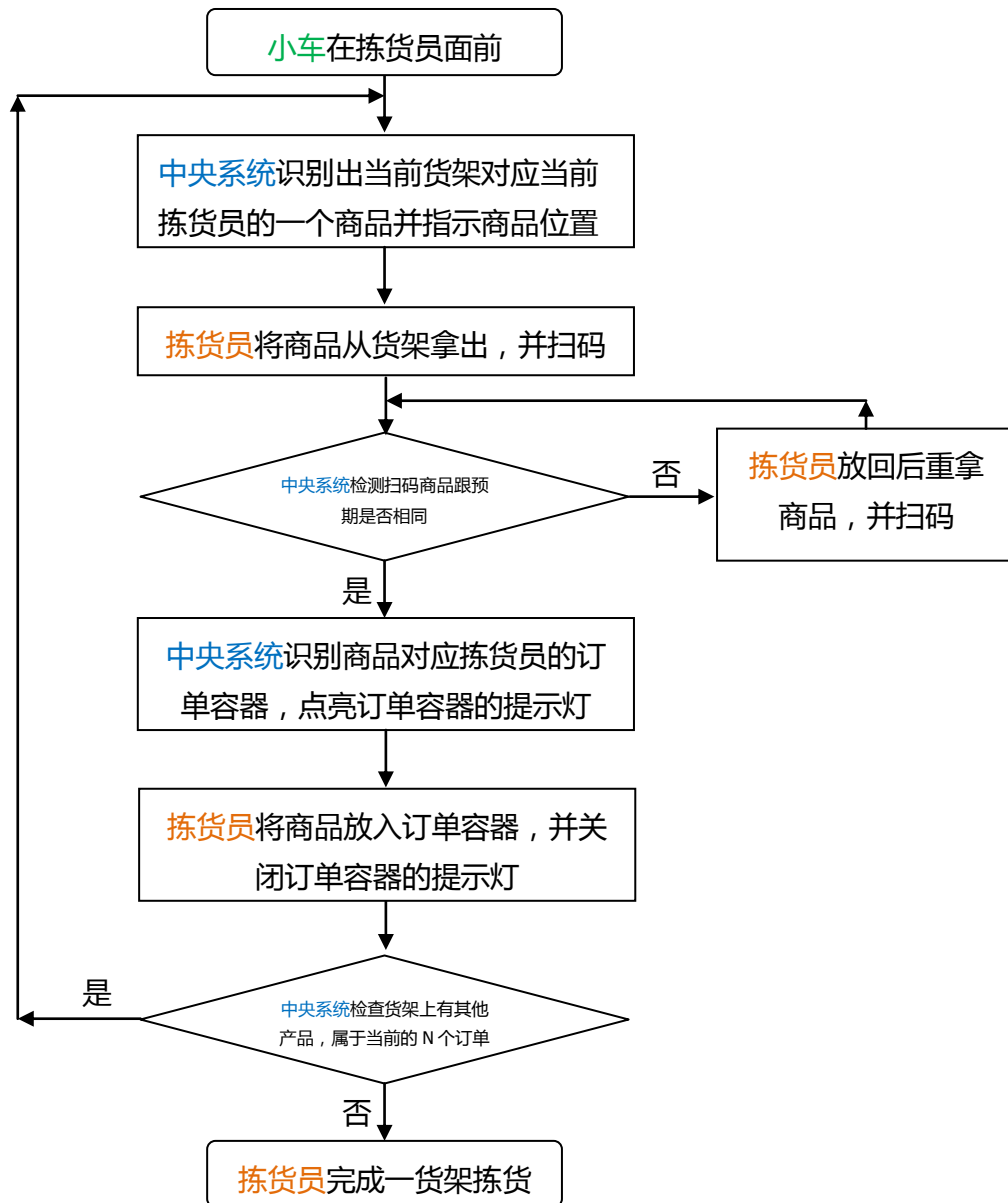 小车在拣货员面前
中央系统识别出当前货架对应当前
拣货员的一个商品并指示商品位置
拣货员将商品从货架拿出，并扫码
中央系统检测扫码商品跟预
期是否相同
否
拣货员放回后重拿
商品，并扫码
是
中央系统识别商品对应拣货员的订
单容器，点亮订单容器的提示灯
拣货员将商品放入订单容器，并关
闭订单容器的提示灯
是
中央系统检查货架上有其他
产品，属于当前的 N 个订单
否
拣货员完成一货架拣货